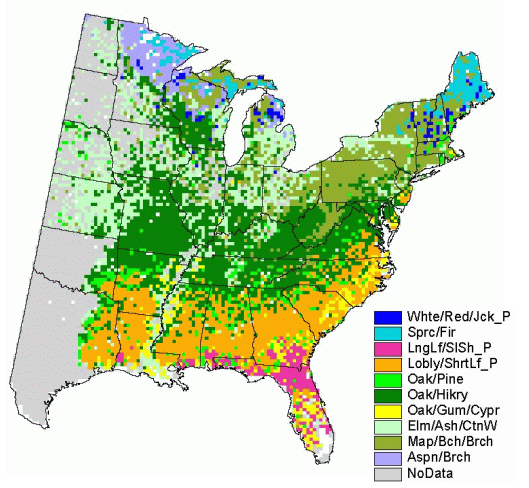 Whte/Red/Jck_P
Sprc/Fir
LngLf/SlSh_P
Lobly/ShrtLf_P
Oak/Pine
Oak/Hikry
Oak/Gum/Cypr
Elm/Ash/CtnW
Map/Bch/Brch
Aspn/Brch
NoData